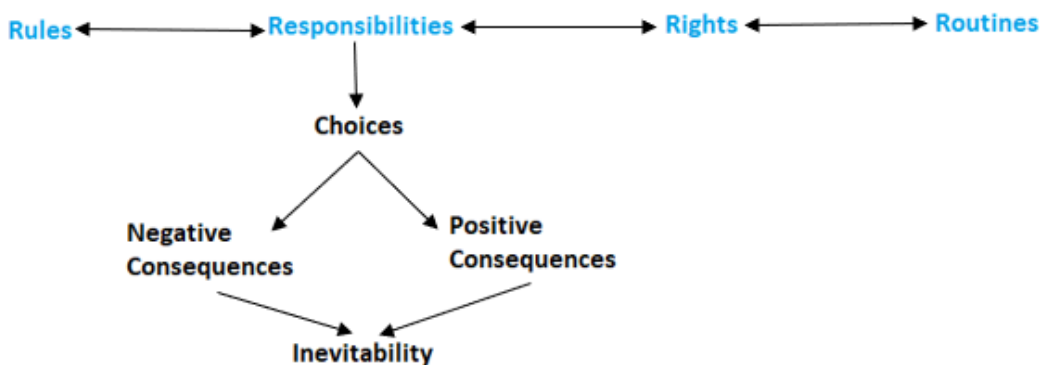 Rules Responsibilities Rights Routines
Choices
Negative
Consequences
Positive
Consequences
Inevitability